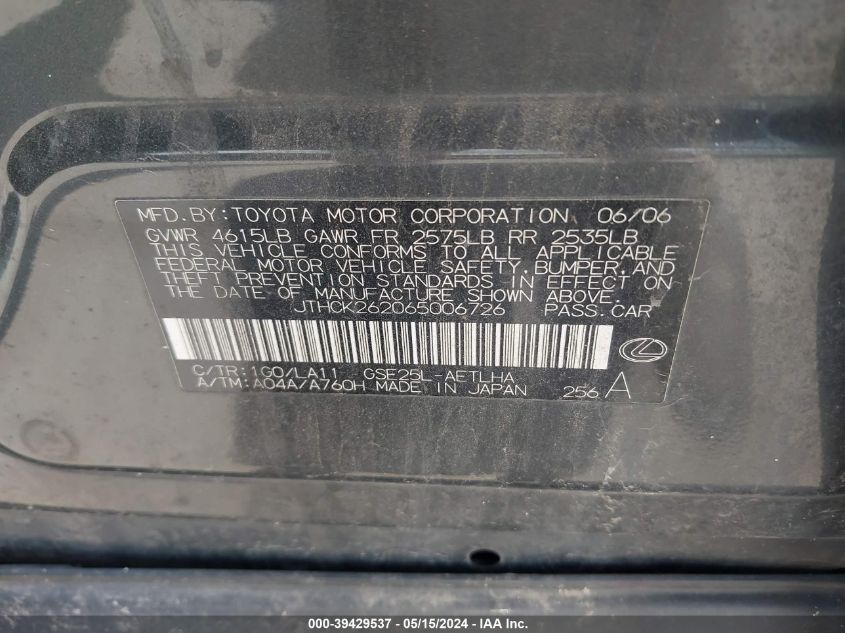 MFD.BY:TOYOTA MOTOR CORPORATION 06/06
GVWR 4615LB GAWR FR 2575LB RR 2535LB
THIS VEHICLE CONFORMS TO ALL APPLICABLE
FEDERAL MOTOR VEHICLE SAFETY,BUMPER,AND
THEFT PREVENTION STANDARDS IN EFFECT ON
THE DATE OF MANUFACTURE SHOWN ABOVE.
JTHCK262065006726 PASS.CAR
C/TR:1G0/LA11 GSE25L-AETLHA
A/TM:A04A/A760H MADE IN JAPAN 256 A
000-39429537 - 05/15/2024 - IAA Inc.